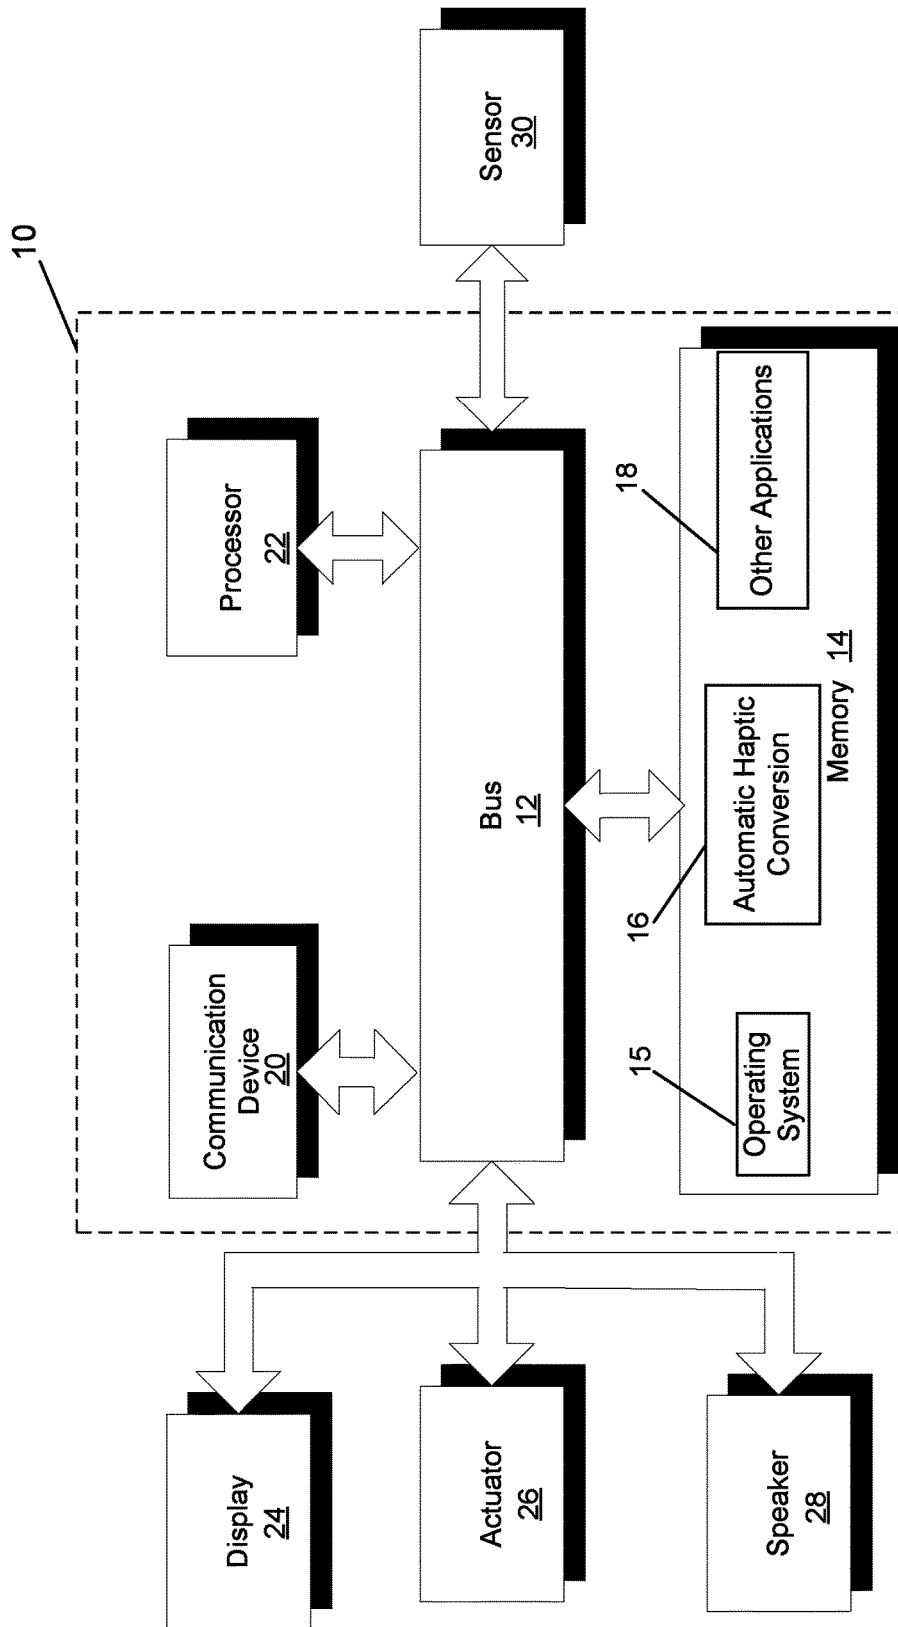 10
Communication
Device
20
Processor
22
Display
24
Actuator
26
Speaker
28
Bus
12
Sensor
30
15
Operating
System
16
Automatic Haptic
Conversion
18
Other Applications
Memory 14